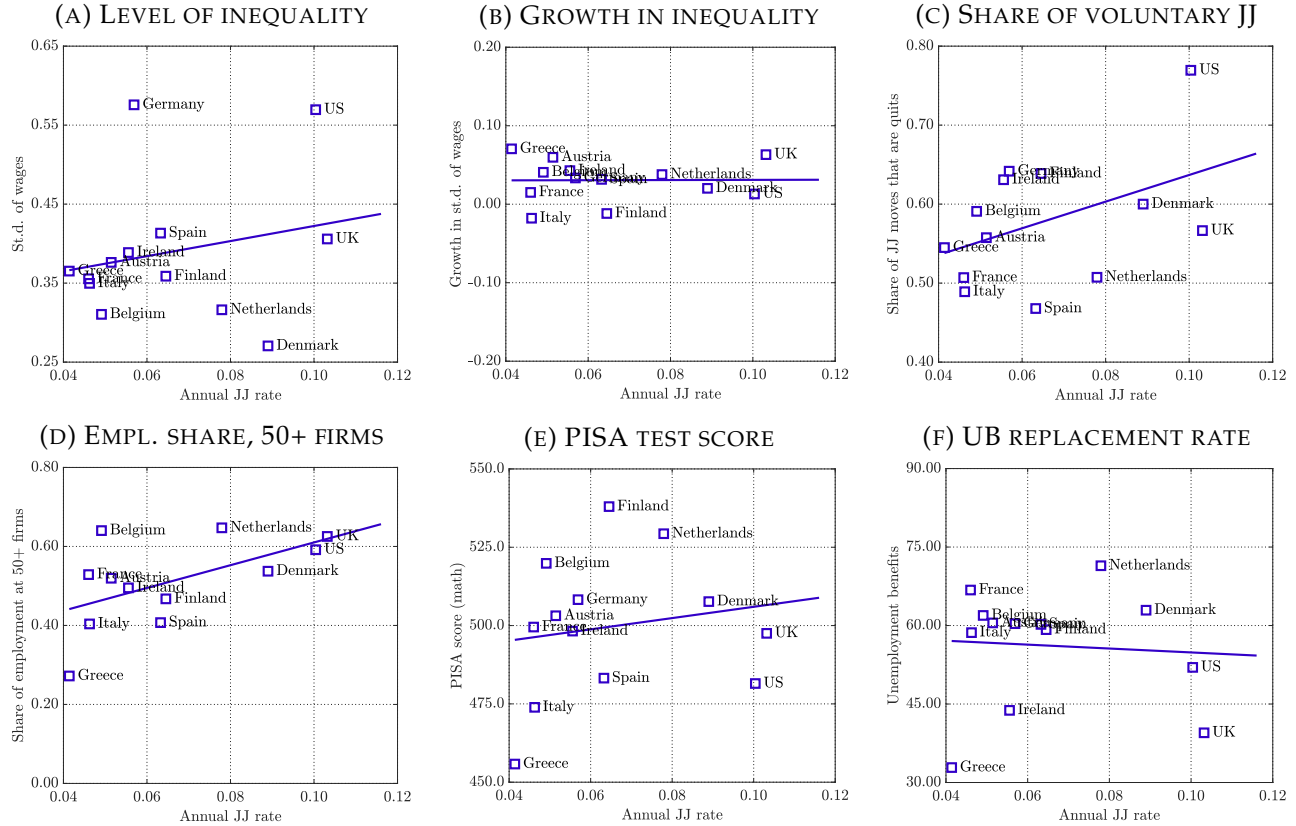 (A) LEVEL OF INEQUALITY
0.65
0.55
0.45
0.35
0.25
St.d. of wages
Germany
US
Spain
UK
Ireland
Austria
Greece
France
Finland
Italy
Belgium
Netherlands
Denmark
0.04 0.06 0.08 0.10 0.12
Annual JJ rate
(B) GROWTH IN INEQUALITY
0.20
0.10
0.00
-0.10
-0.20
Growth in st.d. of wages
Greece
Austria
UK
Ireland
Belgium
Netherlands
Germany
Spain
Denmark
France
US
Finland
Italy
0.04 0.06 0.08 0.10 0.12
Annual JJ rate
(C) SHARE OF VOLUNTARY JJ
0.80
0.70
0.60
0.50
0.40
Share of JJ moves that are quits
US
Germany
Finland
Ireland
Denmark
Belgium
UK
Austria
Greece
France
Netherlands
Italy
Spain
0.04 0.06 0.08 0.10 0.12
Annual JJ rate
(D) EMPL. SHARE, 50+ FIRMS
0.80
0.60
0.40
0.20
0.00
Share of employment at 50+ firms
Belgium
Netherlands
UK
US
France
Austria
Denmark
Ireland
Finland
Italy
Spain
Greece
0.04 0.06 0.08 0.10 0.12
Annual JJ rate
(E) PISA TEST SCORE
550.0
525.0
500.0
475.0
450.0
PISA score (math)
Finland
Netherlands
Belgium
Germany
Denmark
Austria
France
Ireland
UK
Spain
US
Italy
Greece
0.04 0.06 0.08 0.10 0.12
Annual JJ rate
(F) UB REPLACEMENT RATE
90.00
75.00
60.00
45.00
30.00
Unemployment benefits
Netherlands
France
Denmark
Belgium
Austria
Spain
Finland
Italy
US
Ireland
UK
Greece
0.04 0.06 0.08 0.10 0.12
Annual JJ rate